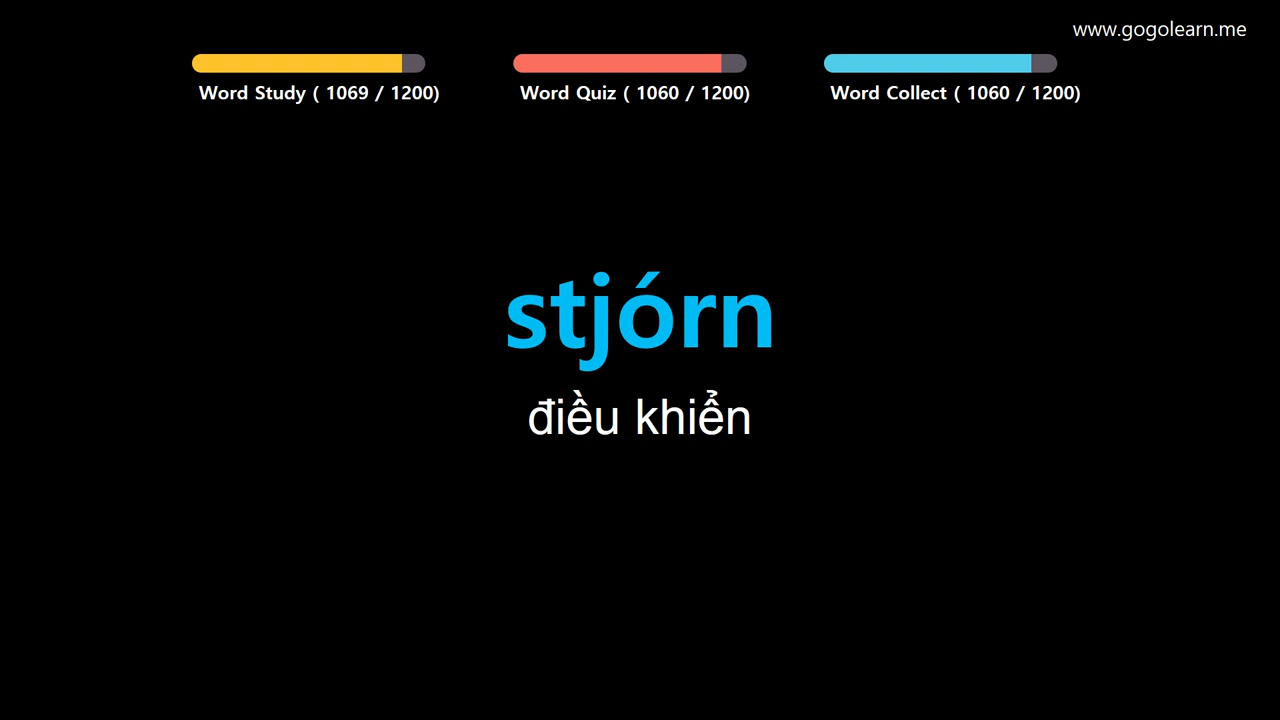 www.gogolearn.me
Word Study ( 1069 / 1200)
Word Quiz ( 1060 / 1200)
Word Collect ( 1060 / 1200)
stjórn
điều khiển